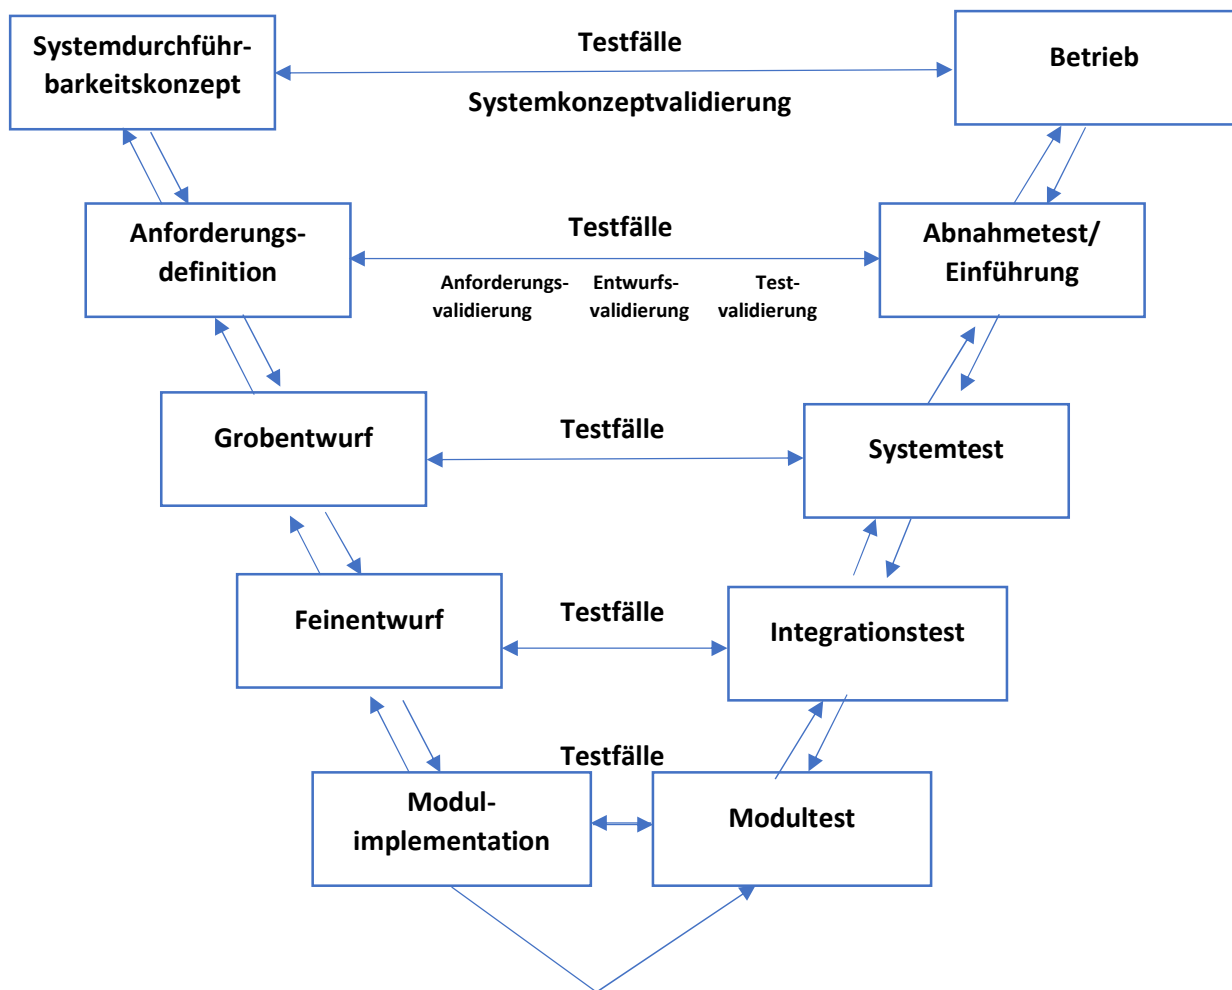 Systemdurchführ-
barkeitskonzept
Testfälle
Systemkonzeptvalidierung
Betrieb
Anforderungs-
definition
Testfälle
Anforderungs- Entwurfs- Test-
validierung validierung validierung
Abnahmetest/
Einführung
Grobentwurf
Testfälle
Systemtest
Feinentwurf
Testfälle
Integrationstest
Testfälle
Modul-
implementation
Modultest